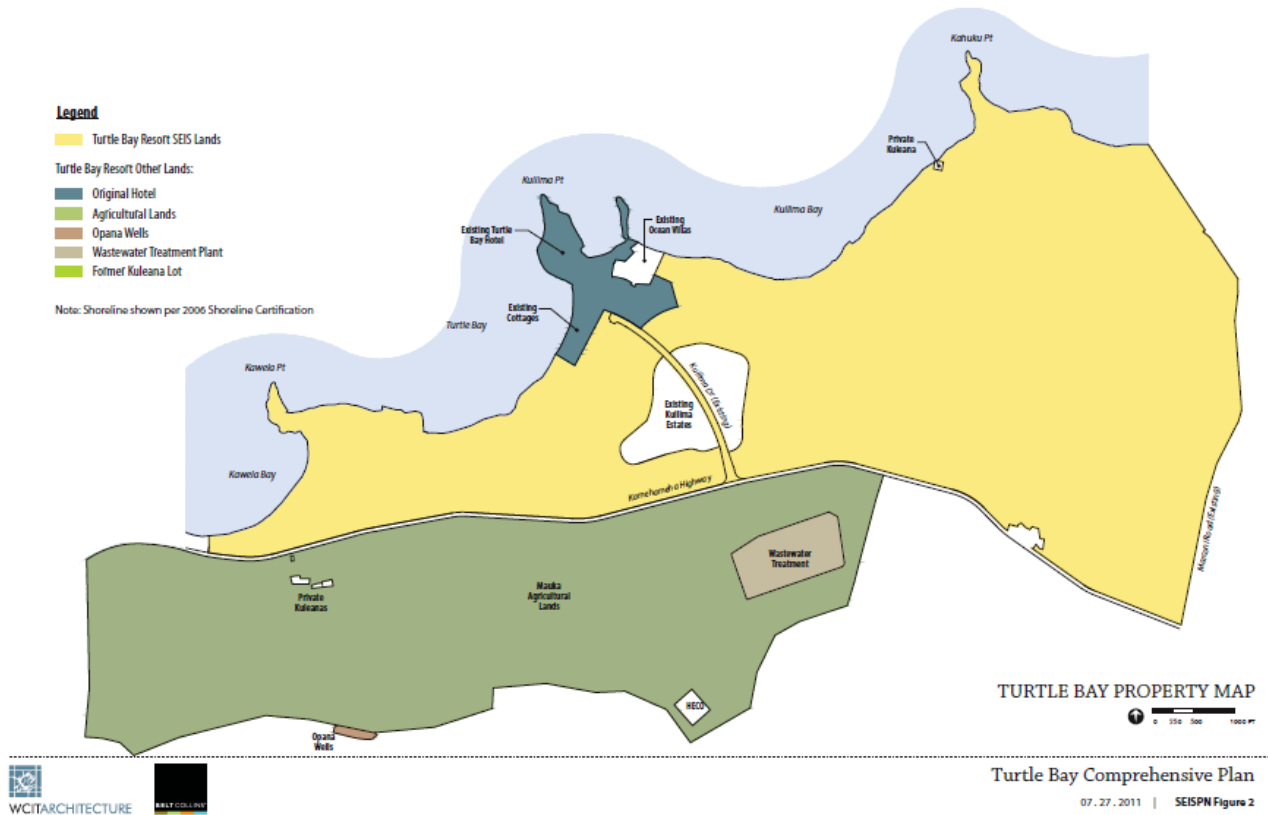 Legend
Turtle Bay Resort SEIS Lands
Turtle Bay Resort Other Lands:
Original Hotel
Agricultural Lands
Opana Wells
Wastewater Treatment Plant
Former Kuleana Lot
Note: Shoreline shown per 2006 Shoreline Certification
Kahuku Pt
Private
Kuleana
Kuilima Pt
Kuilima Bay
Existing
Ocean Villas
Existing Turtle
Bay Hotel
Existing
Cottages
Turtle Bay
Kawela Pt
Kuilima Dr (Existing)
Existing
Kuilima
Estates
Kawela Bay
Kamehameha Highway
Marconi Road (Existing)
Wastewater
Treatment
Mauka
Agricultural
Lands
Private
Kuleanas
HECO
Opana
Wells
TURTLE BAY PROPERTY MAP
0 250 500 1000 FT
Turtle Bay Comprehensive Plan
07.27.2011 | SEISPN Figure 2
WCITARCHITECTURE
BELT COLLINS